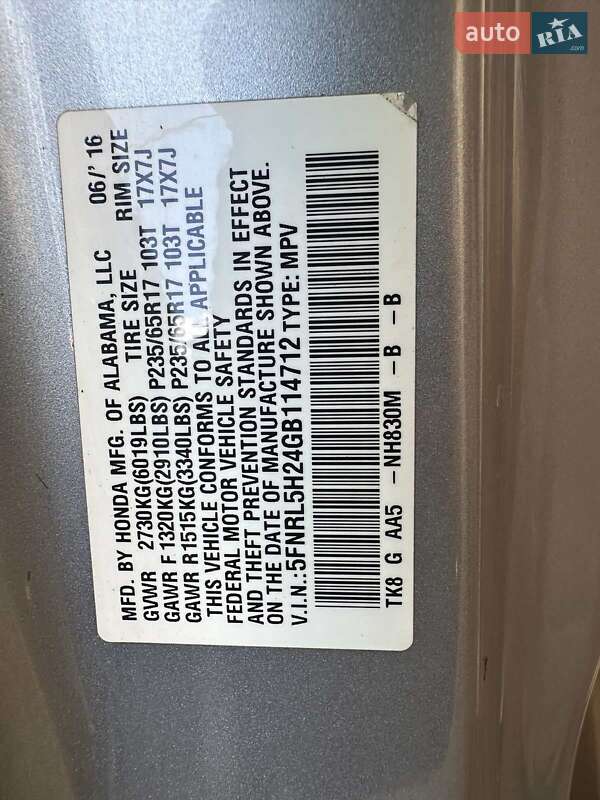 auto RIA .com
MFD. BY HONDA MFG. OF ALABAMA, LLC 06/' 16
GVWR 2730KG(6019LBS) TIRE SIZE RIM SIZE
GAWR F 1320KG(2910LBS) P235/65R17 103T 17X7J
GAWR R1515KG(3340LBS) P235/65R17 103T 17X7J
THIS VEHICLE CONFORMS TO ALL APPLICABLE
FEDERAL MOTOR VEHICLE SAFETY
AND THEFT PREVENTION STANDARDS IN EFFECT
ON THE DATE OF MANUFACTURE SHOWN ABOVE.
V.I.N.:5FNRL5H24GB114712 TYPE: MPV
TK8 G AA5 -NH830M -B -B